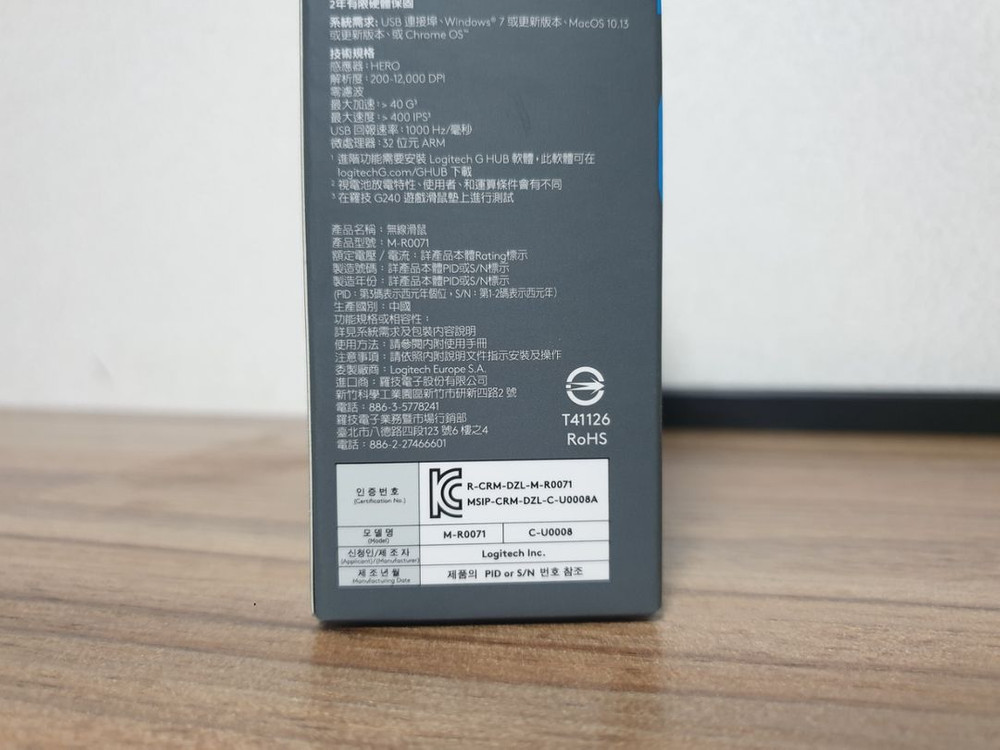 2年有限硬體保固
系統需求: USB 連接埠、Windows® 7 或更新版本、MacOS 10.13
或更新版本、或 Chrome OS™
技術規格
感應器：HERO
解析度：200-12,000 DPI
零濾波
最大加速：> 40 G³
最大速度：> 400 IPS³
USB 回報速率：1000 Hz/毫秒
微處理器：32 位元 ARM
¹ 進階功能需要安裝 Logitech G HUB 軟體，此軟體可在
logitechG.com/GHUB 下載
² 視電池放電特性、使用者、和運算條件會有不同
³ 在羅技 G240 遊戲滑鼠墊上進行測試
產品名稱：無線滑鼠
產品型號：M-R0071
額定電壓 / 電流：詳產品本體Rating標示
製造號碼：詳產品本體PID或S/N標示
製造年份：詳產品本體PID或S/N標示
(PID：第3碼表示西元年個位，S/N：第1-2碼表示西元年)
生產國別：中國
功能規格或相容性：
詳見系統需求及包裝內容說明
使用方法：請參閱內附使用手冊
注意事項：請依照內附說明文件指示安裝及操作
委製廠商：Logitech Europe S.A.
進口商：羅技電子股份有限公司
新竹科學工業園區新竹市研新四路2 號
電話：886-3-5778241
羅技電子業務暨市場行銷部
臺北市八德路四段123 號6 樓之4
電話：886-2-27466601
T41126
RoHS
인 증 번 호
(Certification No.)
R-CRM-DZL-M-R0071
MSIP-CRM-DZL-C-U0008A
모 델 명
(Model)
M-R0071
C-U0008
신청인/제 조 자
(Appricent)/(Manufacturer)
Logitech Inc.
제 조 년 월
Manufacturing Date
제품의 PID or S/N 번호 참조